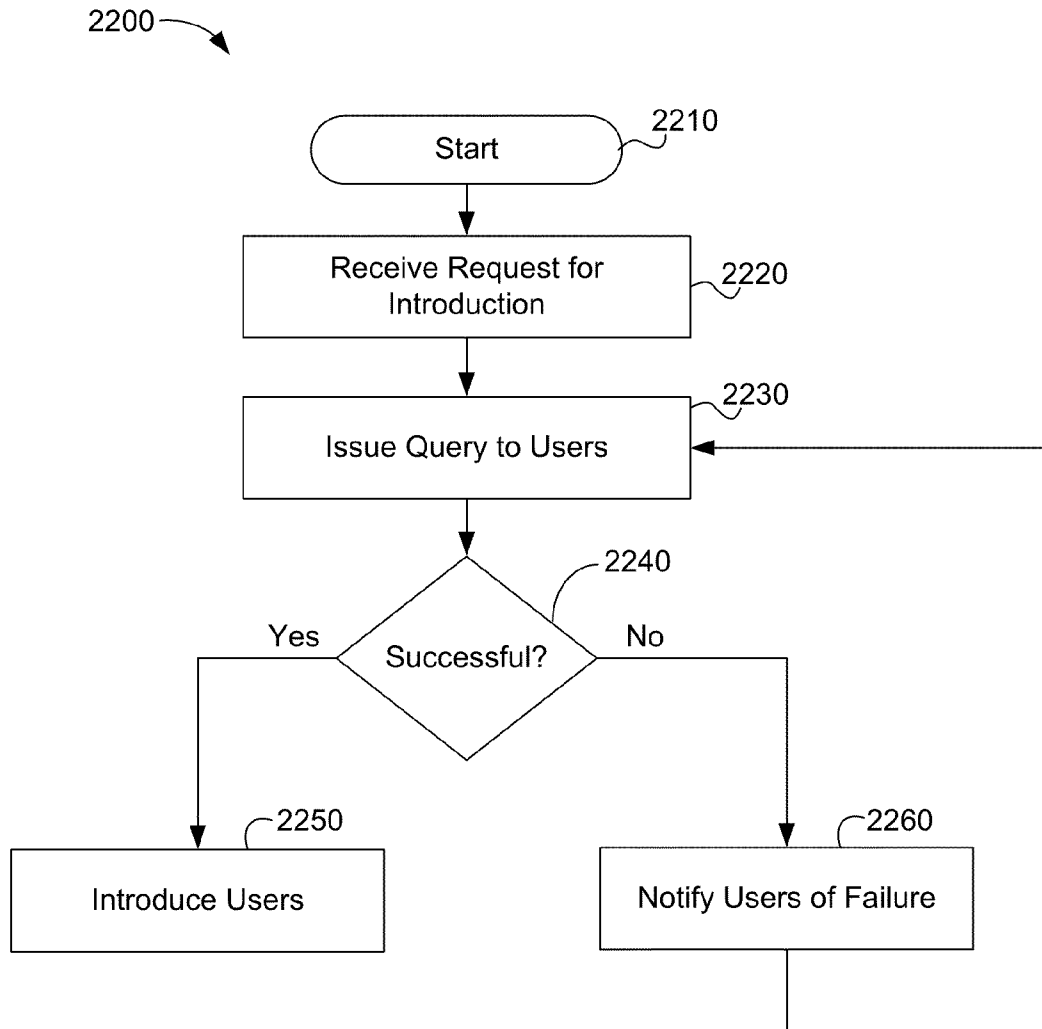 2200
Start
2210
Receive Request for
Introduction
2220
2230
Issue Query to Users
2240
Yes
Successful?
No
2250
Introduce Users
2260
Notify Users of Failure